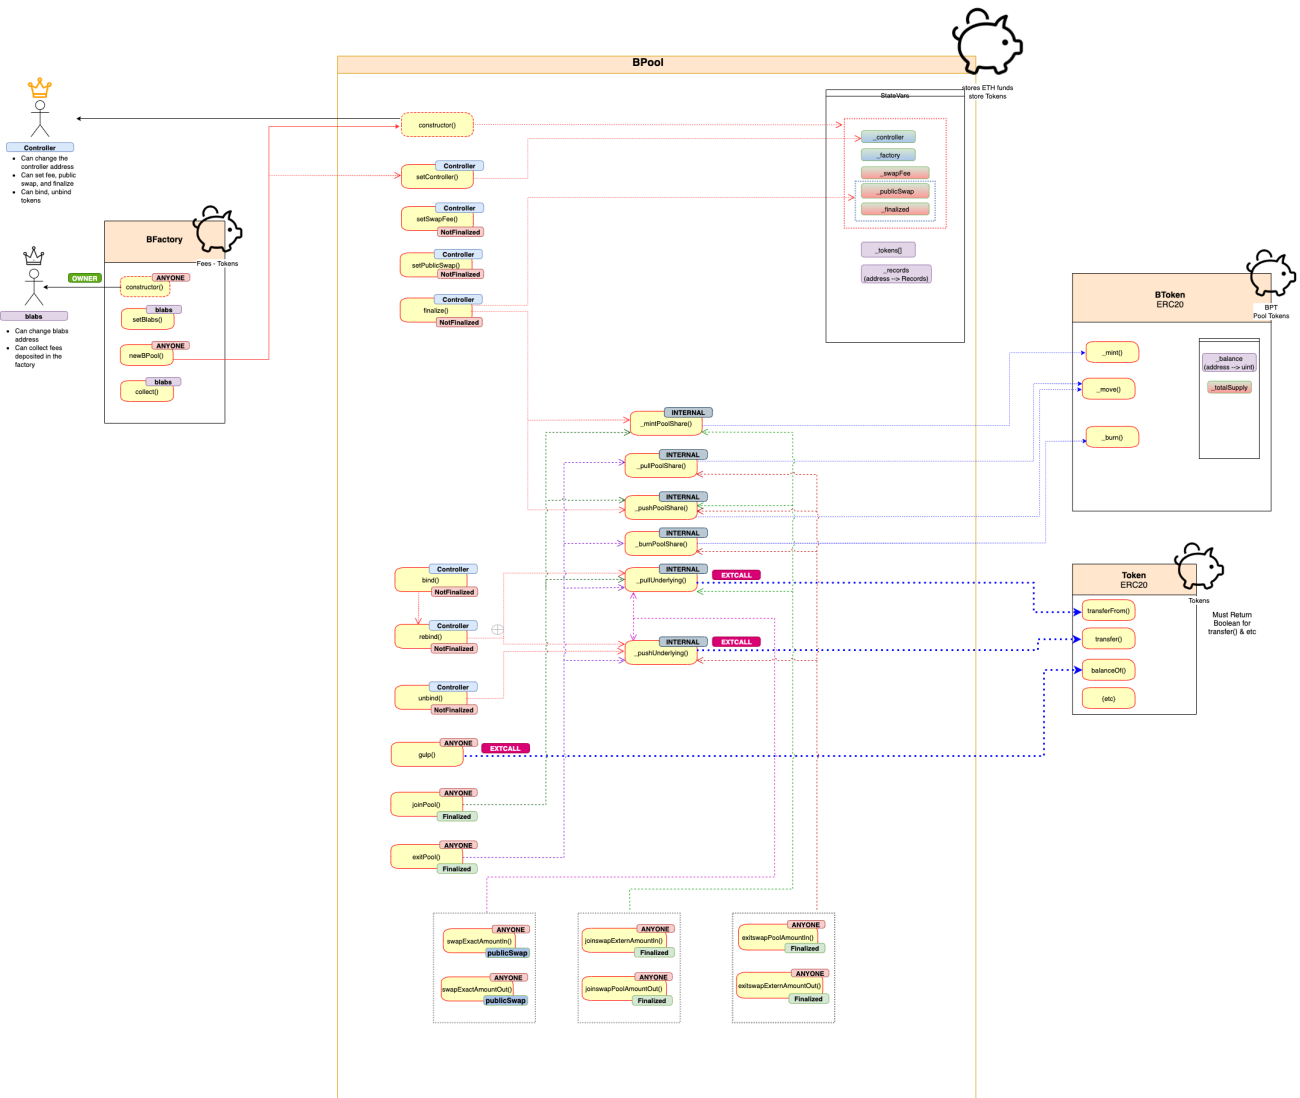 BPool
stores ETH funds
store Tokens
StateVars
_controller
_factory
_swapFee
_publicSwap
_finalized
_tokens[]
_records
(address --> Records)
Controller
Can change the
controller address
Can set fee, public
swap, and finalize
Can bind, unbind
tokens
BFactory
Fees - Tokens
OWNER
ANYONE
constructor()
blabs
setBlabs()
ANYONE
newBPool()
blabs
collect()
blabs
Can change blabs
address
Can collect fees
deposited in the
factory
constructor()
Controller
setController()
Controller
setSwapFee()
NotFinalized
Controller
setPublicSwap()
NotFinalized
Controller
finalize()
NotFinalized
INTERNAL
_mintPoolShare()
INTERNAL
_pullPoolShare()
INTERNAL
_pushPoolShare()
INTERNAL
_burnPoolShare()
INTERNAL
EXTCALL
_pullUnderlying()
INTERNAL
EXTCALL
_pushUnderlying()
Controller
bind()
NotFinalized
Controller
rebind()
NotFinalized
Controller
unbind()
NotFinalized
ANYONE
EXTCALL
gulp()
ANYONE
joinPool()
Finalized
ANYONE
exitPool()
Finalized
ANYONE
swapExactAmountIn()
publicSwap
ANYONE
swapExactAmountOut()
publicSwap
ANYONE
joinswapExternAmountIn()
Finalized
ANYONE
joinswapPoolAmountOut()
Finalized
ANYONE
exitswapPoolAmountIn()
Finalized
ANYONE
exitswapExternAmountOut()
Finalized
BToken
ERC20
BPT
Pool Tokens
_mint()
_move()
_burn()
_balance
(address --> uint)
_totalSupply
Token
ERC20
Tokens
transferFrom()
transfer()
balanceOf()
(etc)
Must Return
Boolean for
transfer() & etc